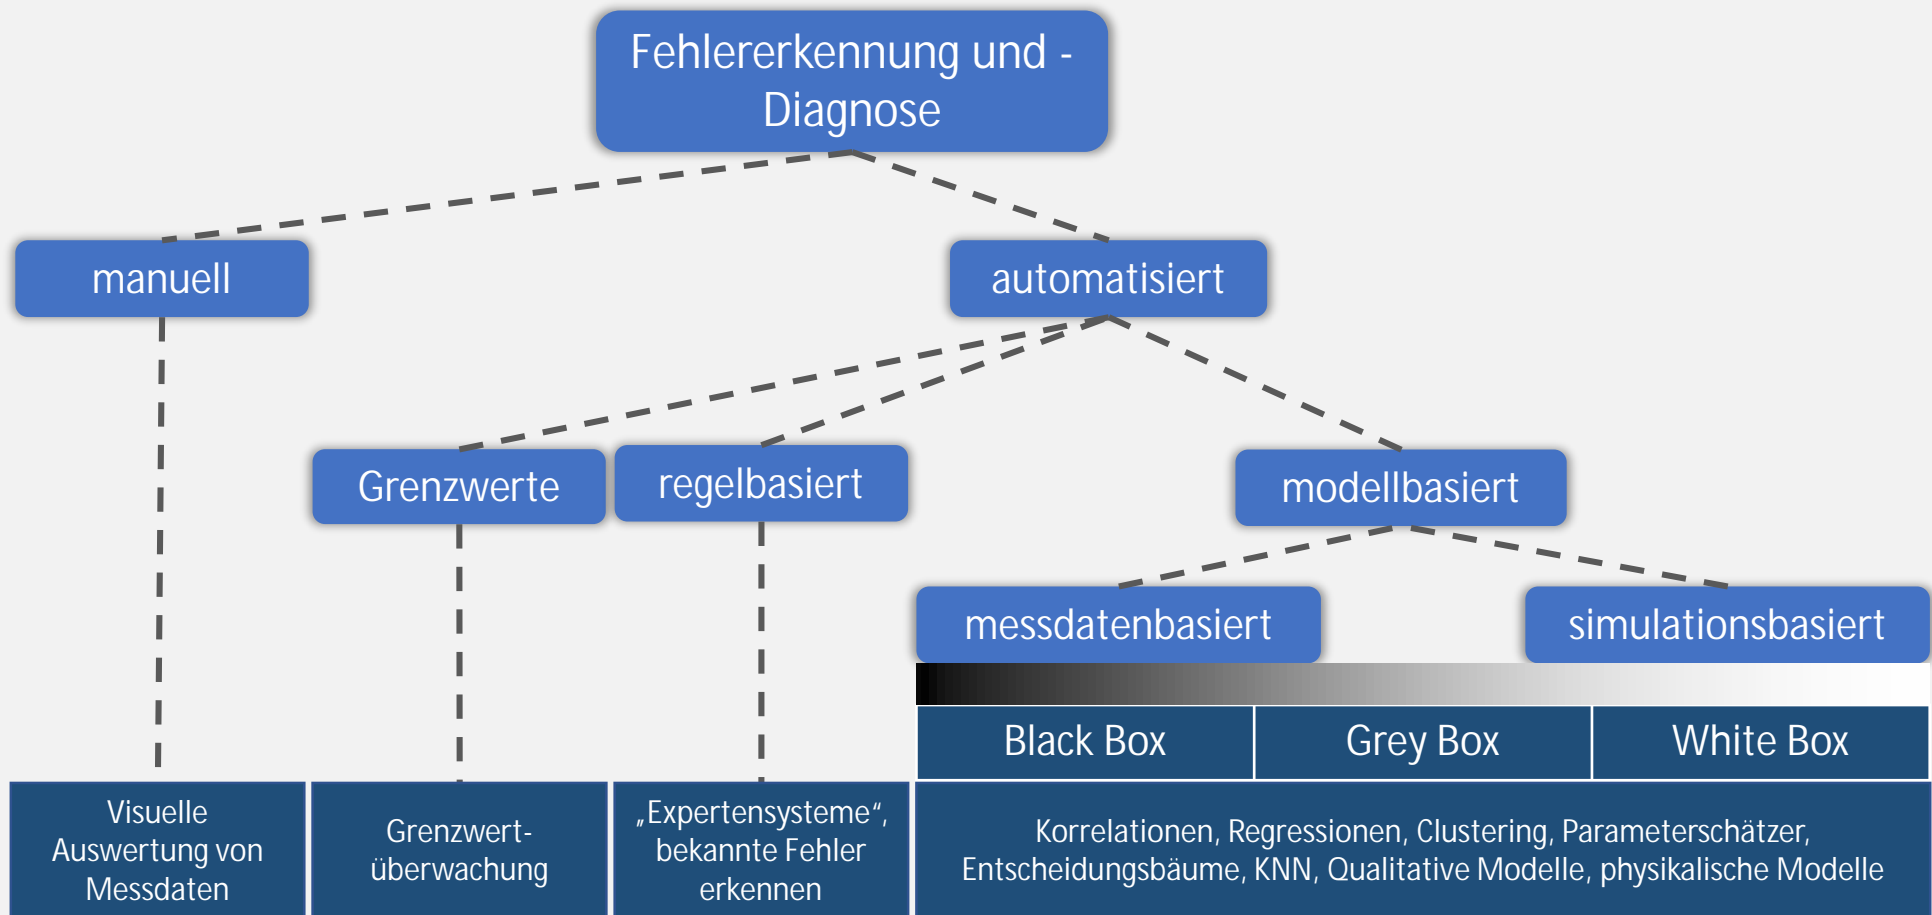 Fehlererkennung und -
Diagnose
manuell
automatisiert
Grenzwerte
regelbasiert
modellbasiert
messdatenbasiert
simulationsbasiert
Black Box
Grey Box
White Box
Visuelle
Auswertung von
Messdaten
Grenzwert-
überwachung
„Expertensysteme“,
bekannte Fehler
erkennen
Korrelationen, Regressionen, Clustering, Parameterschätzer,
Entscheidungsbäume, KNN, Qualitative Modelle, physikalische Modelle